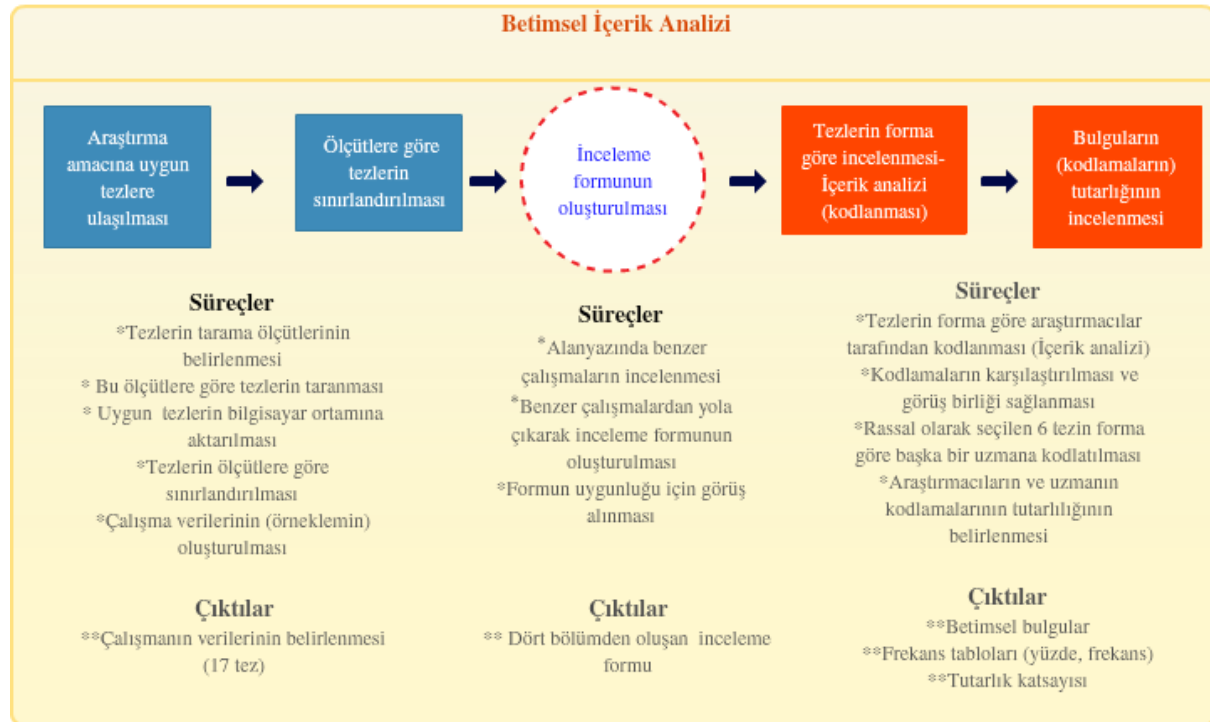 Betimsel İçerik Analizi
Araştırma
amacına uygun
tezlere
ulaşılması
Ölçütlere göre
tezlerin
sınırlandırılması
İnceleme
formunun
oluşturulması
Tezlerin forma
göre incelenmesi-
İçerik analizi
(kodlanması)
Bulguların
(kodlamaların)
tutarlığının
incelenmesi
Süreçler
*Tezlerin tarama ölçütlerinin
belirlenmesi
* Bu ölçütlere göre tezlerin taranması
* Uygun tezlerin bilgisayar ortamına
aktarılması
*Tezlerin ölçütlere göre
sınırlandırılması
*Çalışma verilerinin (örneklemin)
oluşturulması
Çıktılar
**Çalışmanın verilerinin belirlenmesi
(17 tez)
Süreçler
*Alanyazında benzer
çalışmaların incelenmesi
*Benzer çalışmalardan yola
çıkarak inceleme formunun
oluşturulması
*Formun uygunluğu için görüş
alınması
Çıktılar
** Dört bölümden oluşan inceleme
formu
Süreçler
*Tezlerin forma göre araştırmacılar
tarafından kodlanması (İçerik analizi)
*Kodlamaların karşılaştırılması ve
görüş birliği sağlanması
*Rassal olarak seçilen 6 tezin forma
göre başka bir uzmana kodlatılması
*Araştırmacıların ve uzmanın
kodlamalarının tutarlılığının
belirlenmesi
Çıktılar
**Betimsel bulgular
**Frekans tabloları (yüzde, frekans)
**Tutarlık katsayısı